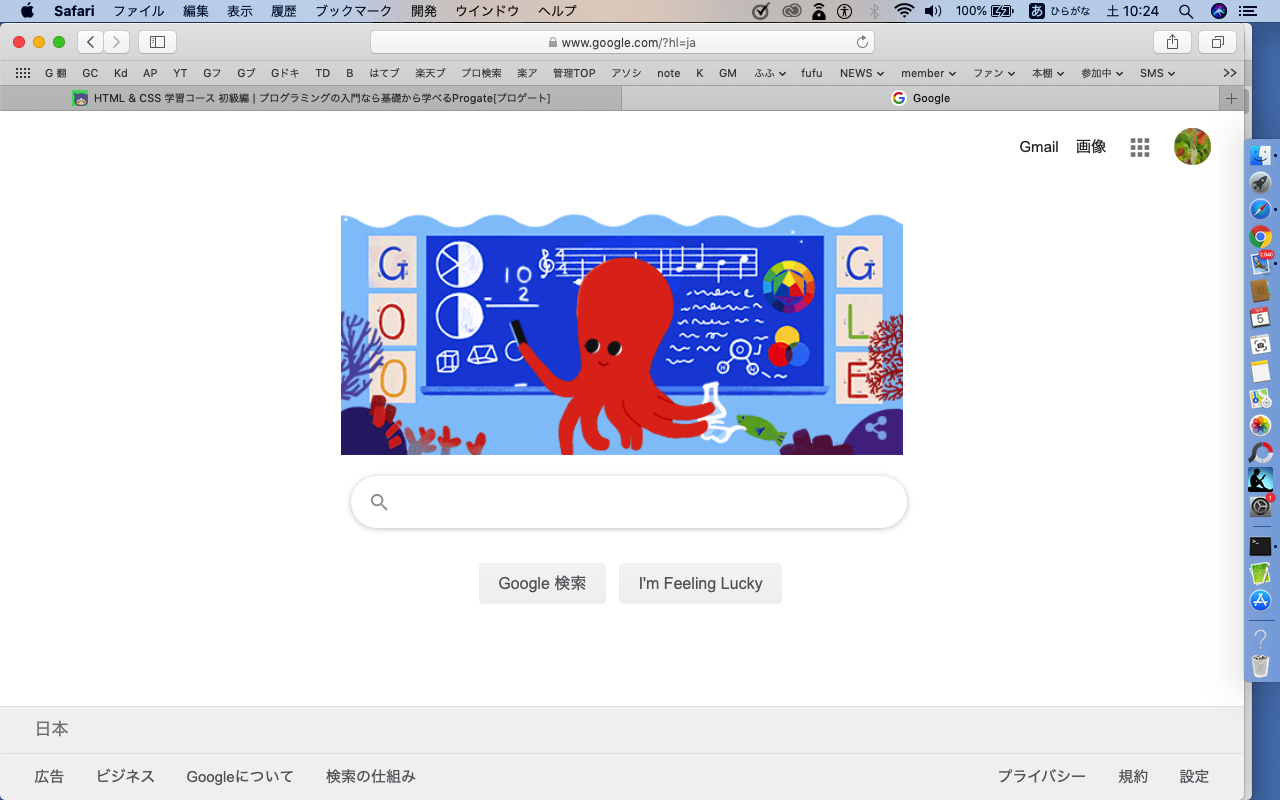 Safari ファイル 編集 表示 履歴 ブックマーク 開発 ウインドウ ヘルプ 100% あ ひらがな 土 10:24
www.google.com/?hl=ja
G 翻 GC Kd AP YT Gフ Gブ Gドキ TD B はてブ 楽天ブ プロ検索 楽ア 管理TOP アソシ note K GM ふふ fufu NEWS member ファン 本棚 参加中 SMS
HTML & CSS 学習コース 初級編 | プログラミングの入門なら基礎から学べるProgate[プロゲート] Google
Gmail 画像
G
O
O
G
L
E
10
- 2
Google 検索 I'm Feeling Lucky
日本
広告 ビジネス Googleについて 検索の仕組み プライバシー 規約 設定
2,640
5
1